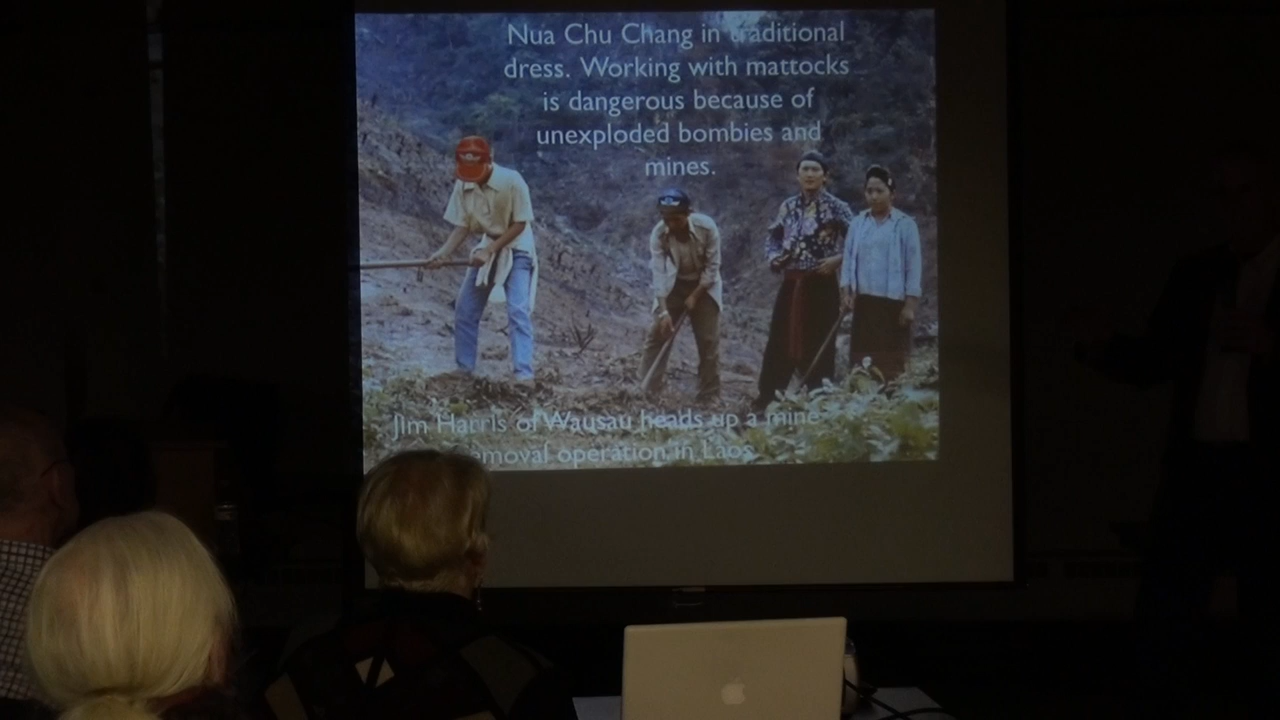 Nua Chu Chang in traditional
dress. Working with mattocks
is dangerous because of
unexploded bombies and
mines.
Jim Harris of Wausau heads up a mine
emoval operation in Laos